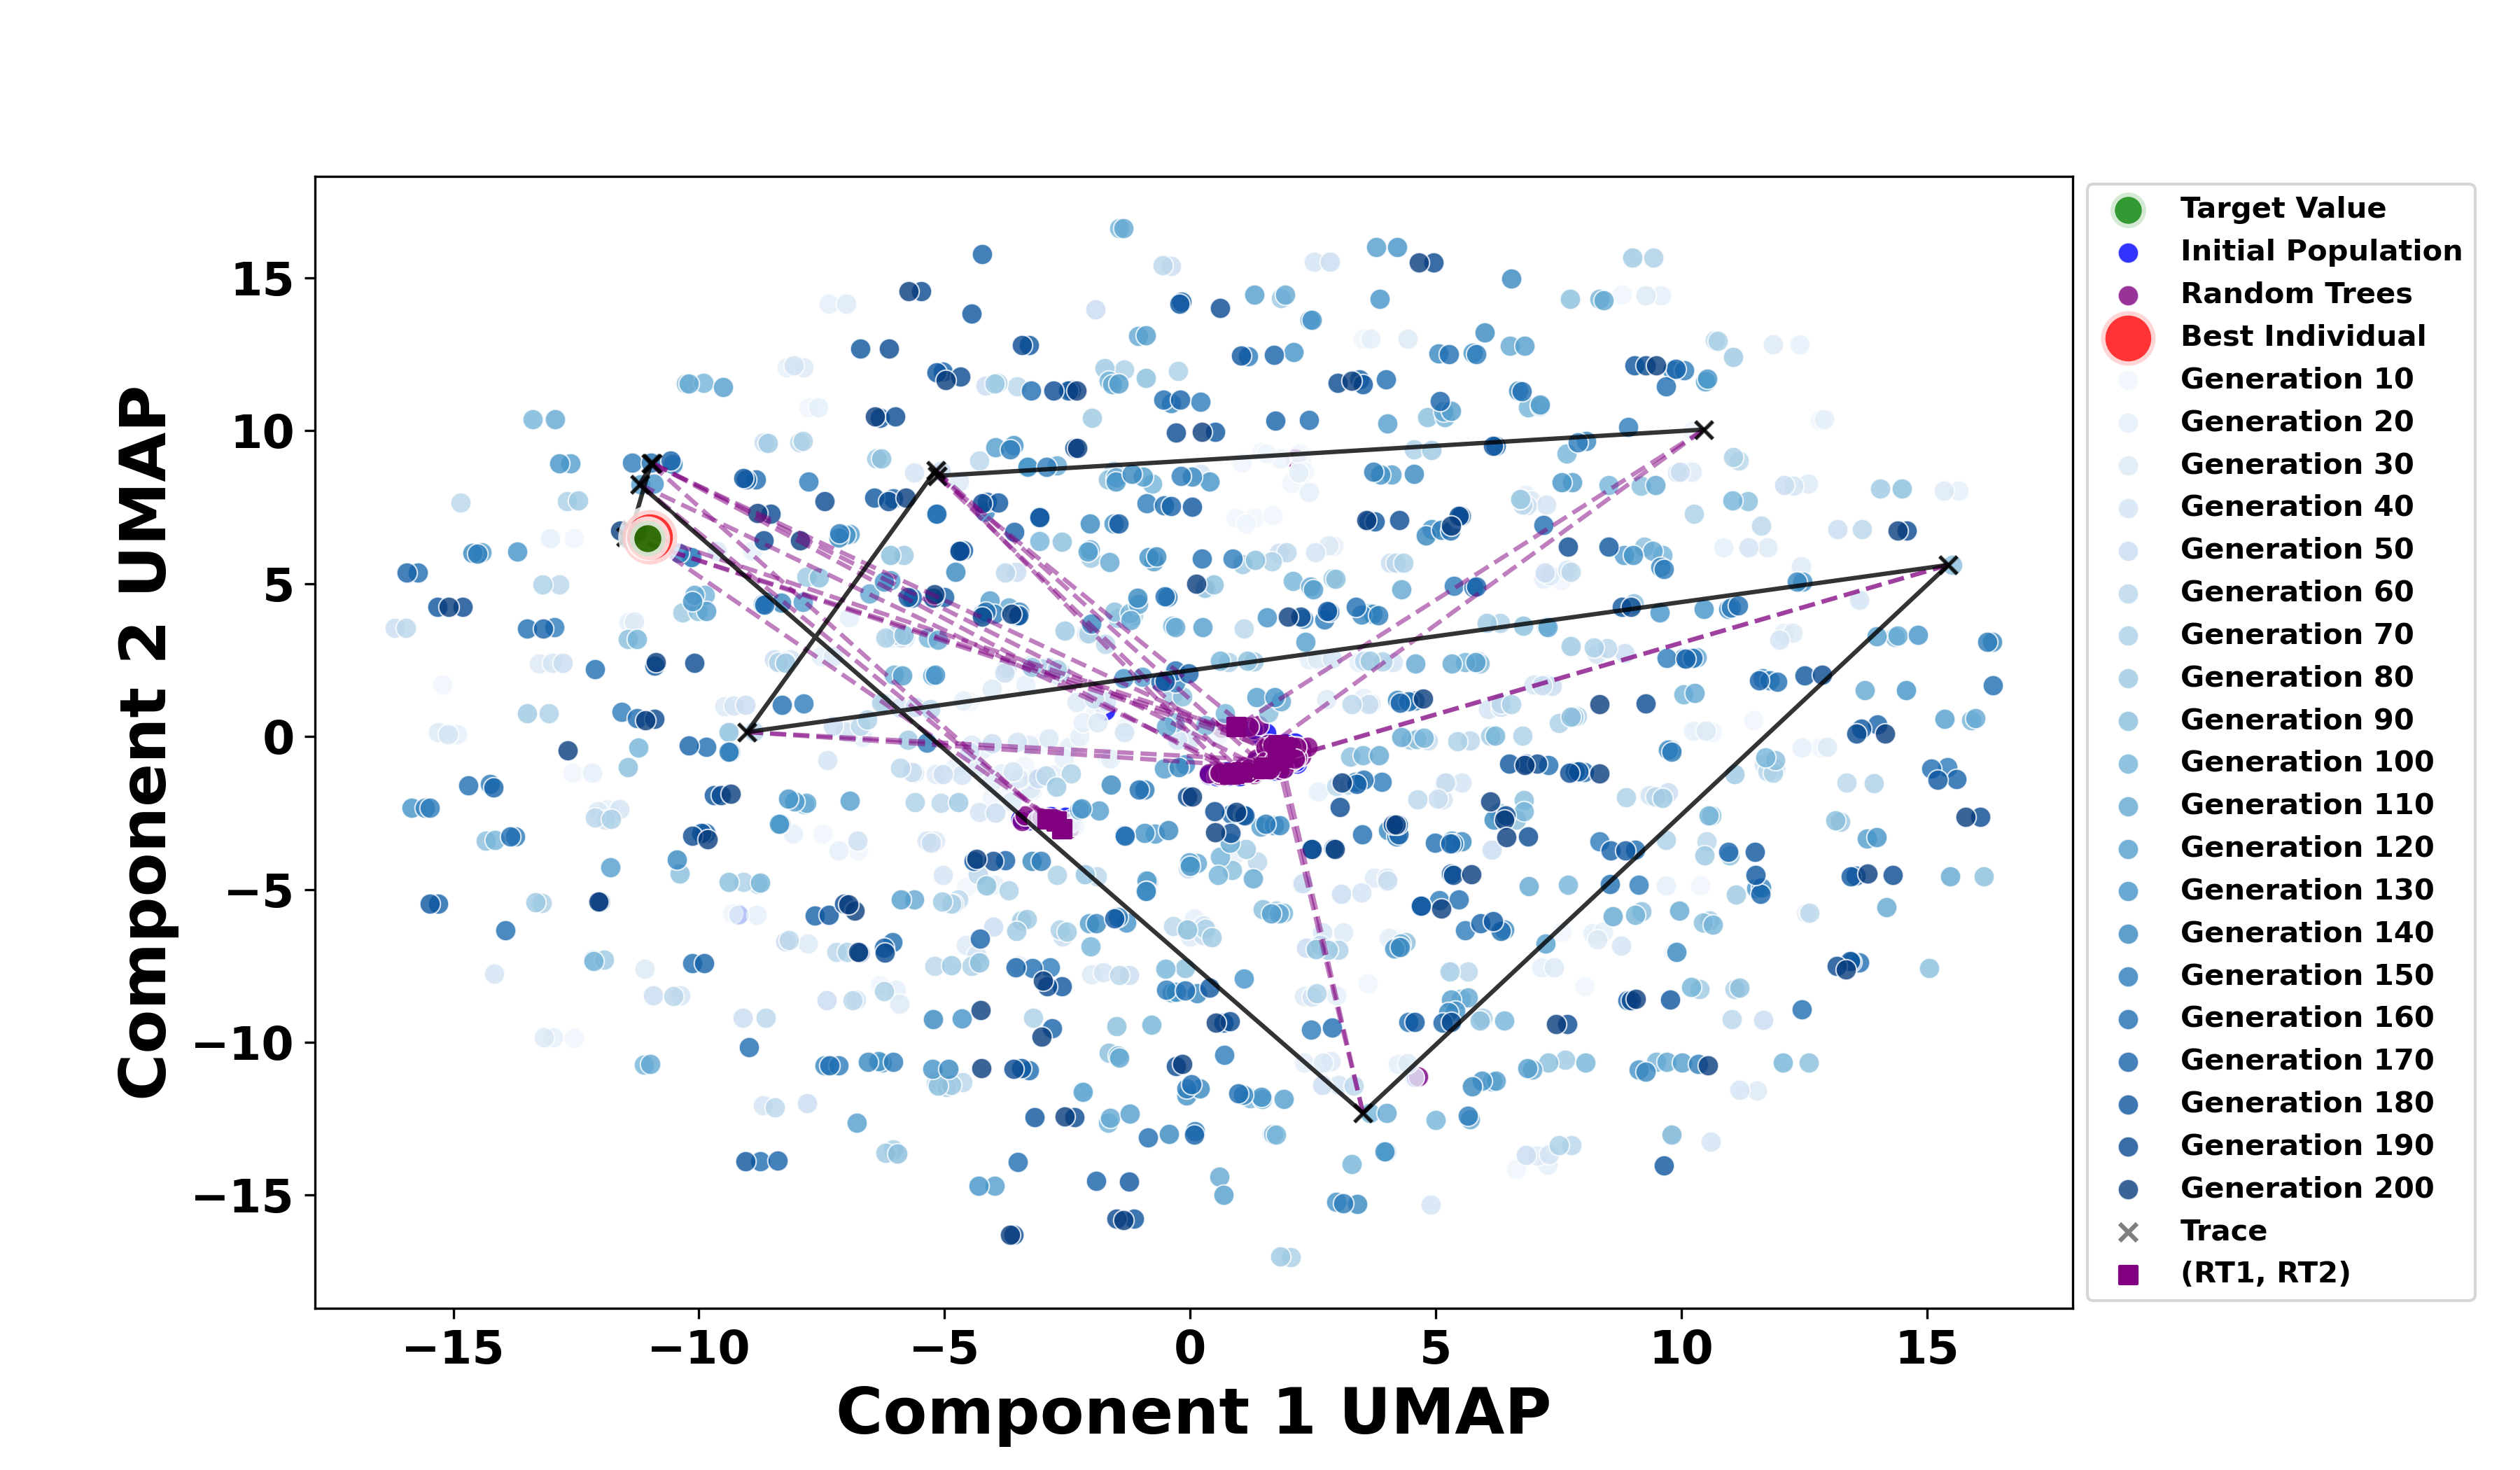 Component 2 UMAP
15
10
5
0
−5
−10
−15
−15
−10
−5
0
5
10
15
Component 1 UMAP
Target Value
Initial Population
Random Trees
Best Individual
Generation 10
Generation 20
Generation 30
Generation 40
Generation 50
Generation 60
Generation 70
Generation 80
Generation 90
Generation 100
Generation 110
Generation 120
Generation 130
Generation 140
Generation 150
Generation 160
Generation 170
Generation 180
Generation 190
Generation 200
Trace
(RT1, RT2)